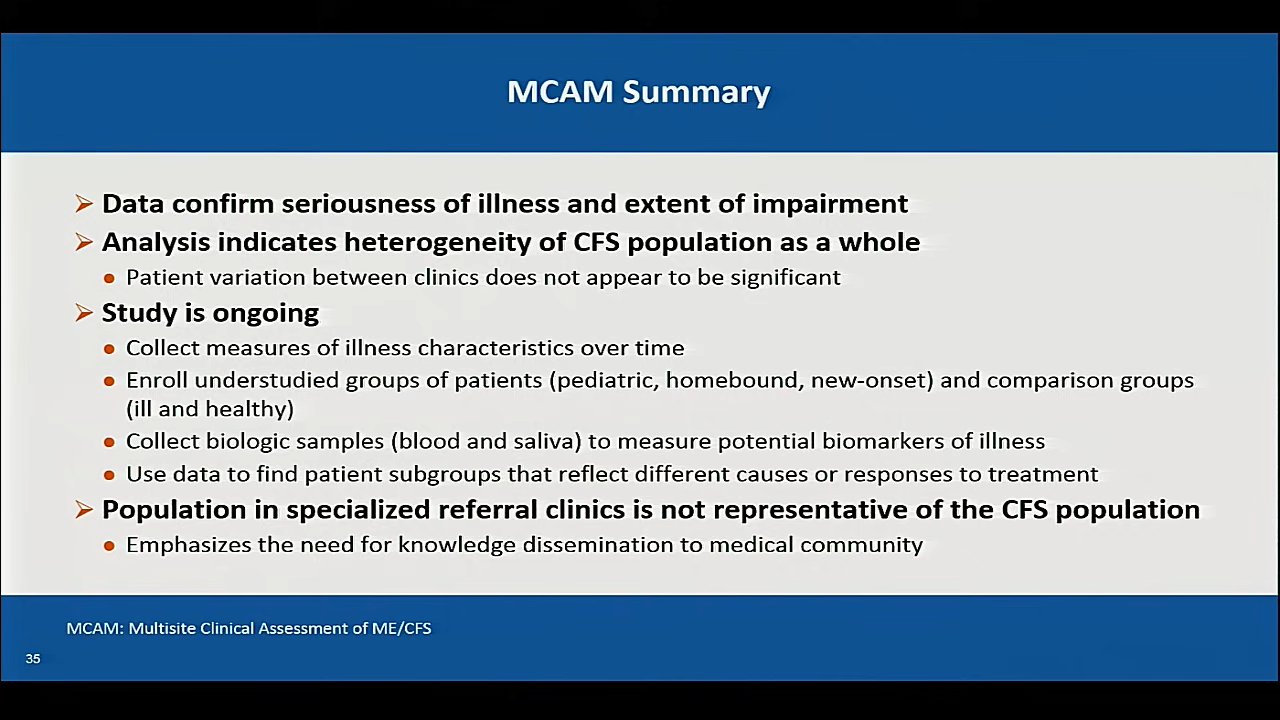 MCAM Summary
Data confirm seriousness of illness and extent of impairment
Analysis indicates heterogeneity of CFS population as a whole
Patient variation between clinics does not appear to be significant
Study is ongoing
Collect measures of illness characteristics over time
Enroll understudied groups of patients (pediatric, homebound, new-onset) and comparison groups
(ill and healthy)
Collect biologic samples (blood and saliva) to measure potential biomarkers of illness
Use data to find patient subgroups that reflect different causes or responses to treatment
Population in specialized referral clinics is not representative of the CFS population
Emphasizes the need for knowledge dissemination to medical community
MCAM: Multisite Clinical Assessment of ME/CFS
35